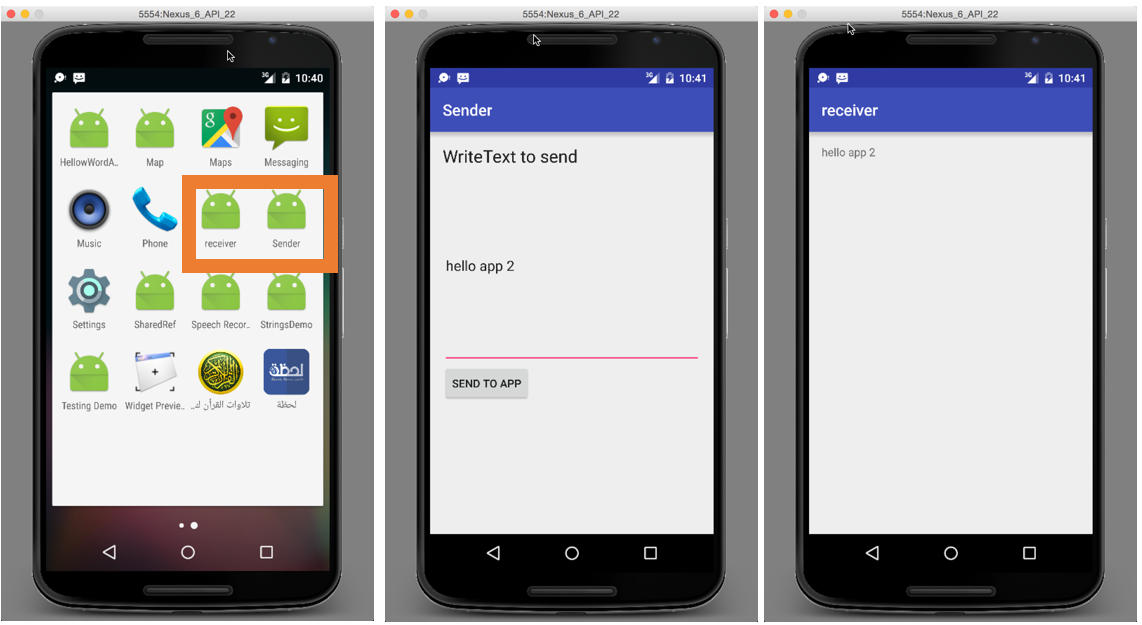 5554:Nexus_6_API_22
3G 10:40
HellowWordA..
Map
Maps
Messaging
Music
Phone
receiver
Sender
Settings
SharedRef
Speech Recor..
StringsDemo
Testing Demo
Widget Previe..
تلاوات القرآن ك..
لحظة
5554:Nexus_6_API_22
3G 10:41
Sender
WriteText to send
hello app 2
SEND TO APP
5554:Nexus_6_API_22
3G 10:41
receiver
hello app 2